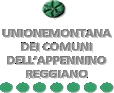 UNIONEMONTANA
DEI COMUNI
DELL'APPENNINO
REGGIANO